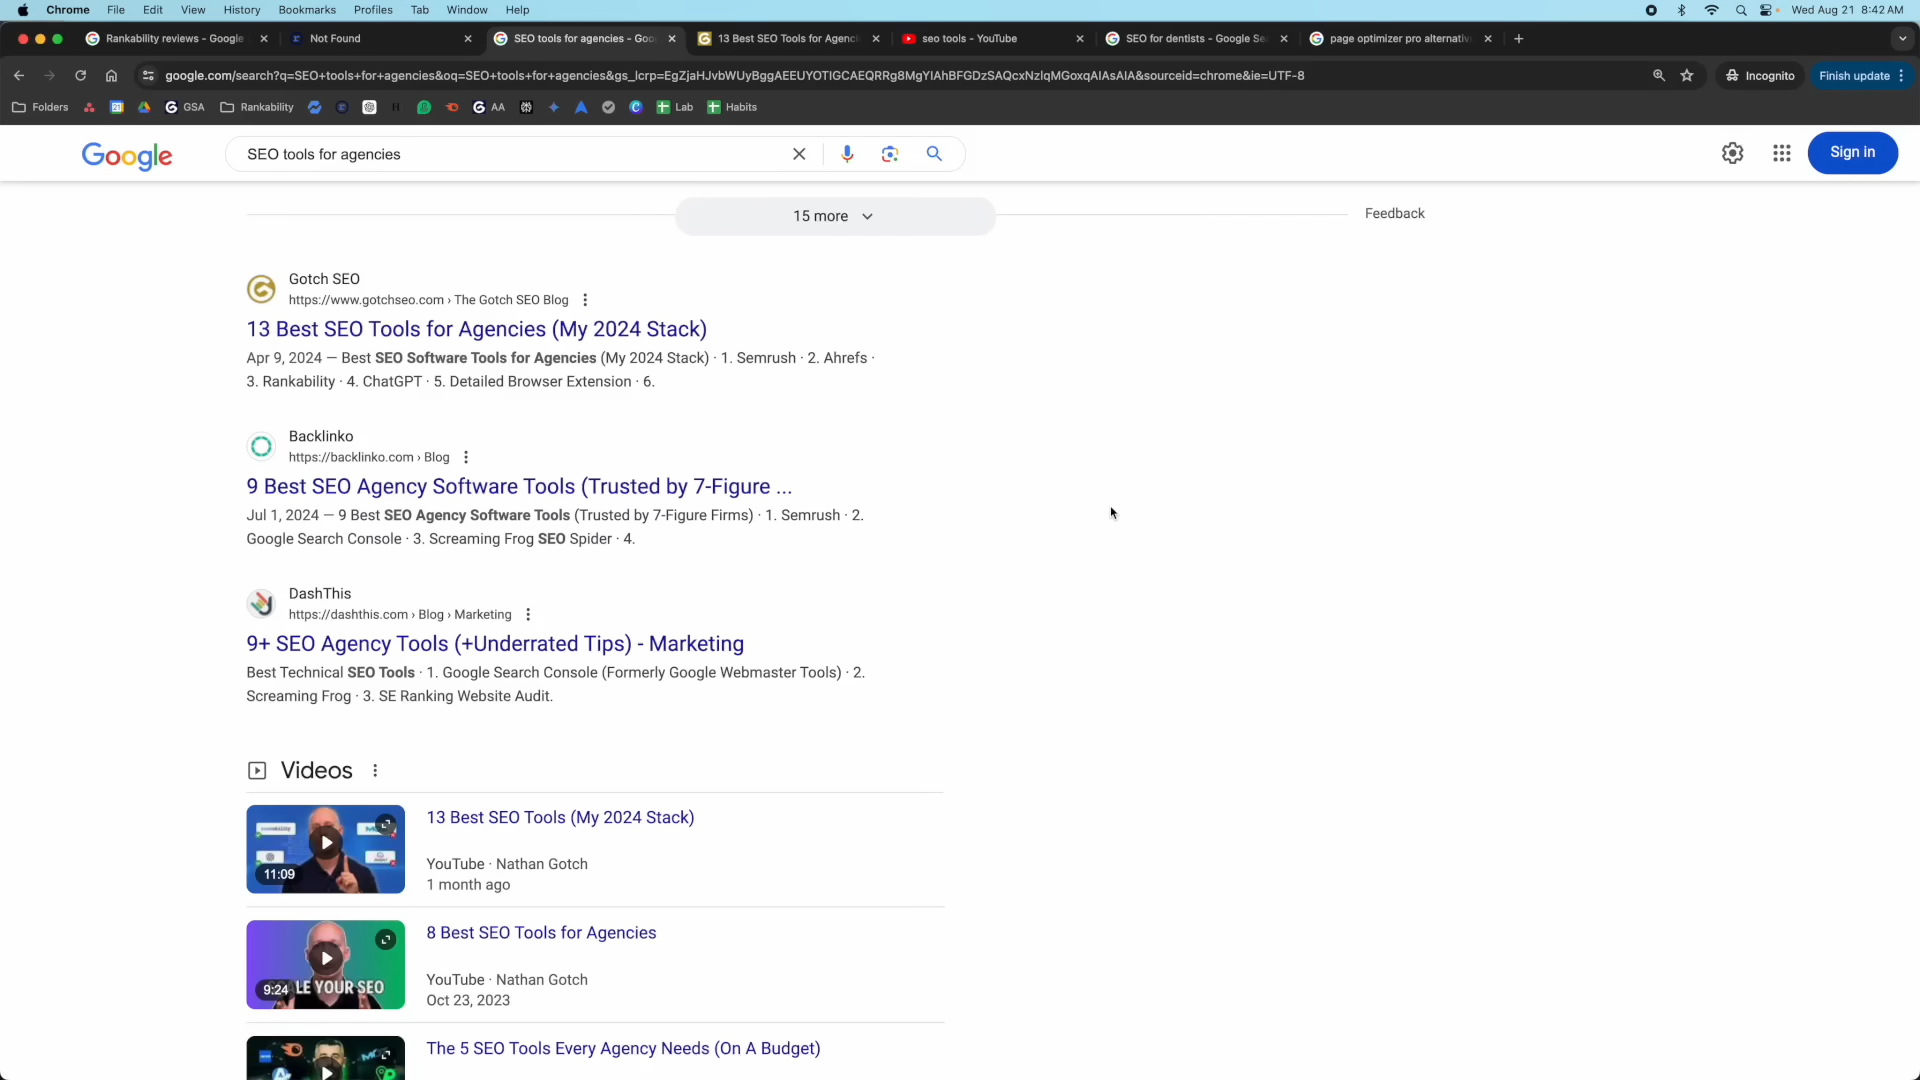 Chrome File Edit View History Bookmarks Profiles Tab Window Help Wed Aug 21 8:42 AM
Rankability reviews - Google Not Found SEO tools for agencies - Goo 13 Best SEO Tools for Agenc seo tools - YouTube SEO for dentists - Google Se page optimizer pro alternativ
google.com/search?q=SEO+tools+for+agencies&oq=SEO+tools+for+agencies&gs_lcrp=EgZjaHJvbWUyBggAEEUYOTIGCAEQRRg8MgYIAhBFGDzSAQcxNzlqMGoxqAIAsAIA&sourceid=chrome&ie=UTF-8 Incognito Finish update
Folders GSA Rankability AA Lab Habits
Google SEO tools for agencies Sign in
15 more Feedback
Gotch SEO
https://www.gotchseo.com › The Gotch SEO Blog
13 Best SEO Tools for Agencies (My 2024 Stack)
Apr 9, 2024 — Best SEO Software Tools for Agencies (My 2024 Stack) · 1. Semrush · 2. Ahrefs ·
3. Rankability · 4. ChatGPT · 5. Detailed Browser Extension · 6.
Backlinko
https://backlinko.com › Blog
9 Best SEO Agency Software Tools (Trusted by 7-Figure ...
Jul 1, 2024 — 9 Best SEO Agency Software Tools (Trusted by 7-Figure Firms) · 1. Semrush · 2.
Google Search Console · 3. Screaming Frog SEO Spider · 4.
DashThis
https://dashthis.com › Blog › Marketing
9+ SEO Agency Tools (+Underrated Tips) - Marketing
Best Technical SEO Tools · 1. Google Search Console (Formerly Google Webmaster Tools) · 2.
Screaming Frog · 3. SE Ranking Website Audit.
Videos
13 Best SEO Tools (My 2024 Stack)
YouTube · Nathan Gotch
11:09
1 month ago
8 Best SEO Tools for Agencies
YouTube · Nathan Gotch
9:24 LE YOUR SEO
Oct 23, 2023
The 5 SEO Tools Every Agency Needs (On A Budget)